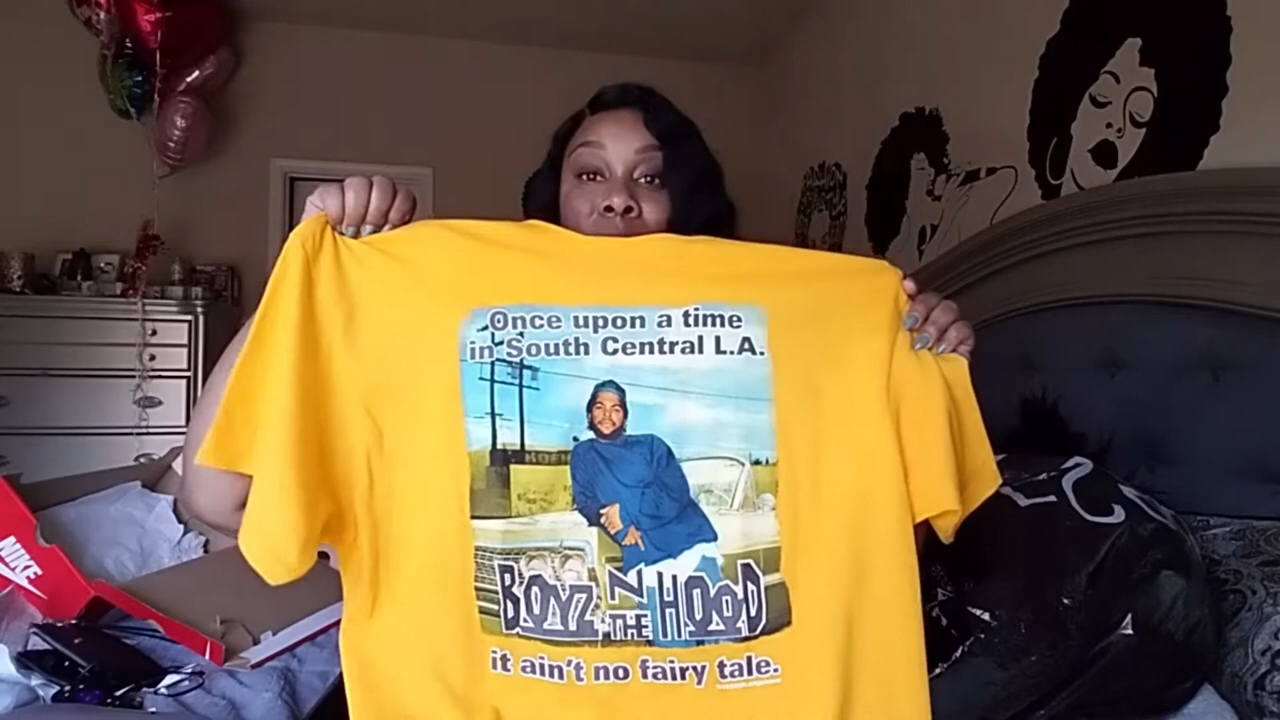 Once upon a time
in South Central L.A.
BOYZ N
THE HOOD
it ain't no fairy tale.
NIKE